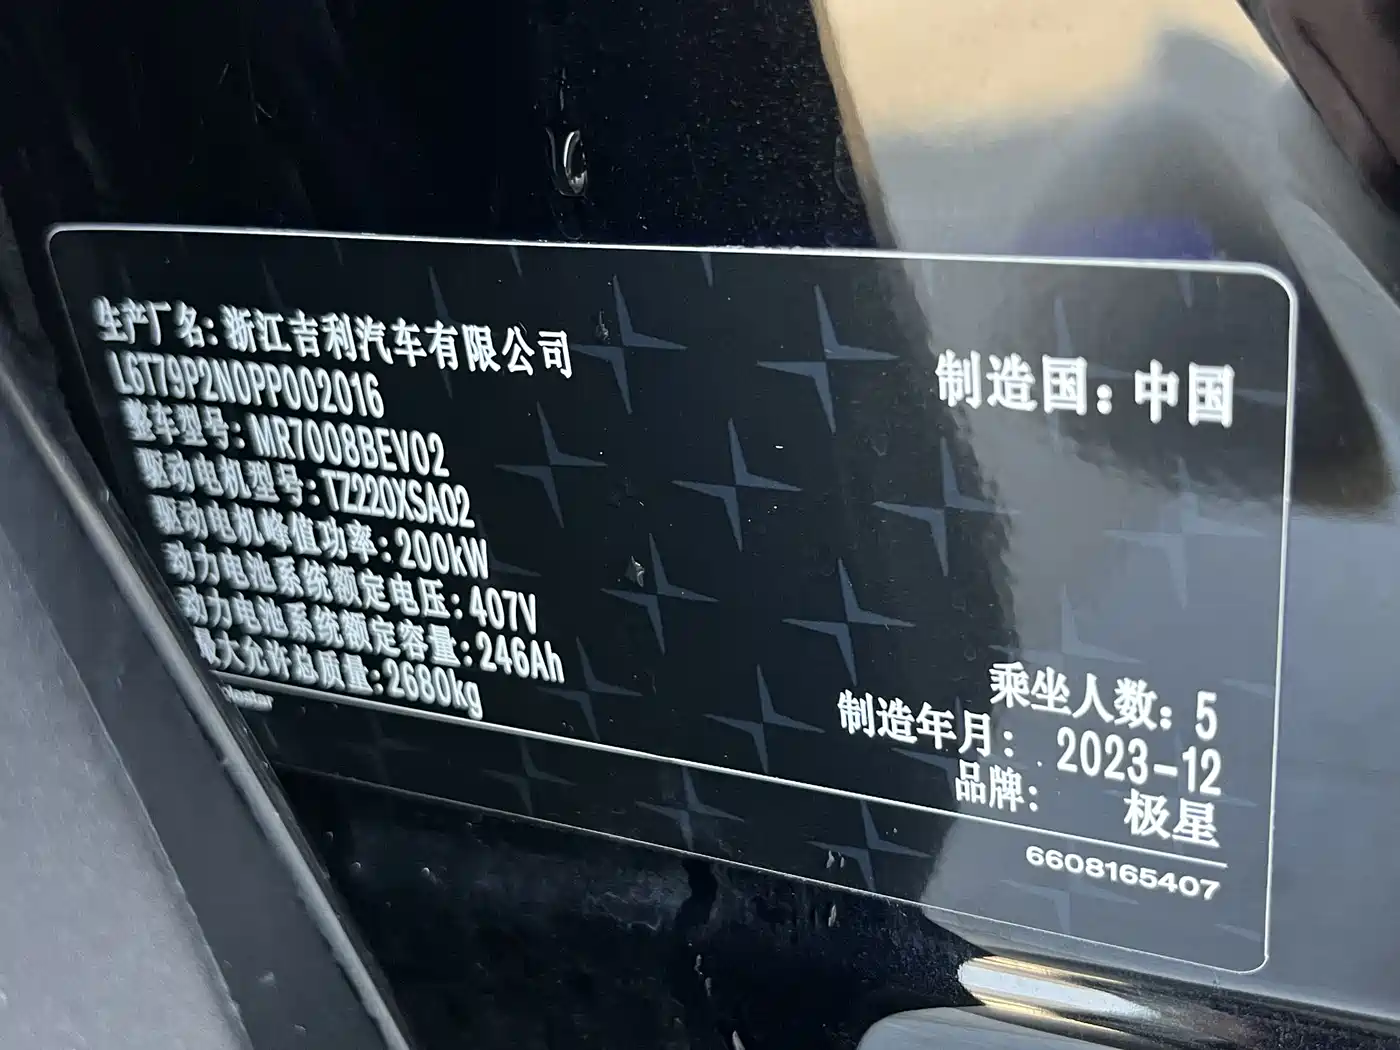 生产厂名：浙江吉利汽车有限公司
制造国：中国
L6T79P2N0PP002016
整车型号：MR7008BEV02
驱动电机型号：TZ220XSA02
驱动电机峰值功率：200kW
动力电池系统额定电压：407V
动力电池系统额定容量：246Ah
最大允许总质量：2680kg
乘坐人数：5
制造年月：2023-12
品牌：极星
6608165407